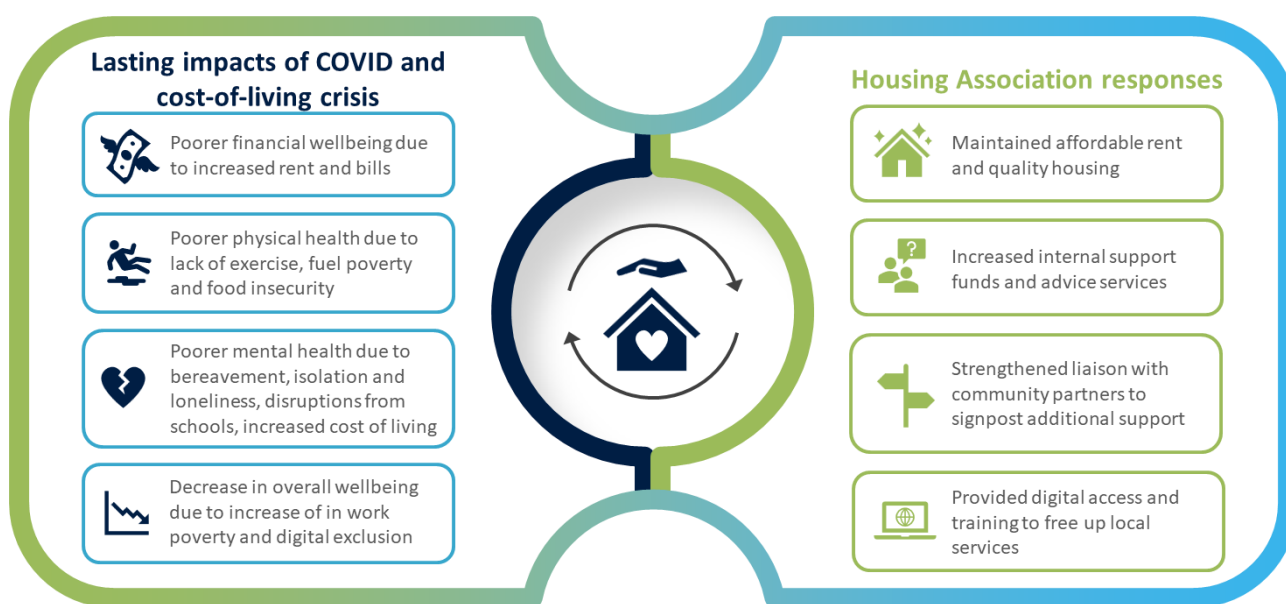 Lasting impacts of COVID and
cost-of-living crisis
Poorer financial wellbeing due
to increased rent and bills
Poorer physical health due to
lack of exercise, fuel poverty
and food insecurity
Poorer mental health due to
bereavement, isolation and
loneliness, disruptions from
schools, increased cost of living
Decrease in overall wellbeing
due to increase of in work
poverty and digital exclusion
Housing Association responses
Maintained affordable rent
and quality housing
?
Increased internal support
funds and advice services
Strengthened liaison with
community partners to
signpost additional support
Provided digital access and
training to free up local
services